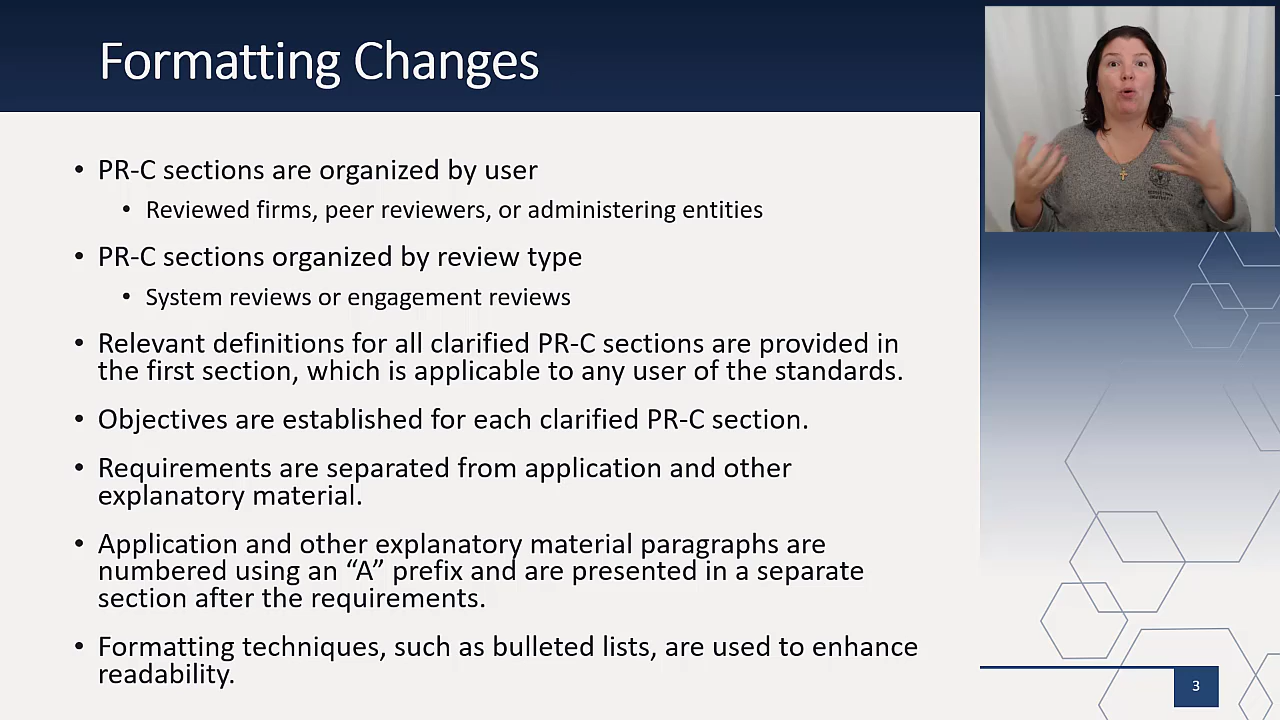 Formatting Changes
• PR-C sections are organized by user
• Reviewed firms, peer reviewers, or administering entities
• PR-C sections organized by review type
• System reviews or engagement reviews
• Relevant definitions for all clarified PR-C sections are provided in
the first section, which is applicable to any user of the standards.
• Objectives are established for each clarified PR-C section.
• Requirements are separated from application and other
explanatory material.
• Application and other explanatory material paragraphs are
numbered using an “A” prefix and are presented in a separate
section after the requirements.
• Formatting techniques, such as bulleted lists, are used to enhance
readability.
3